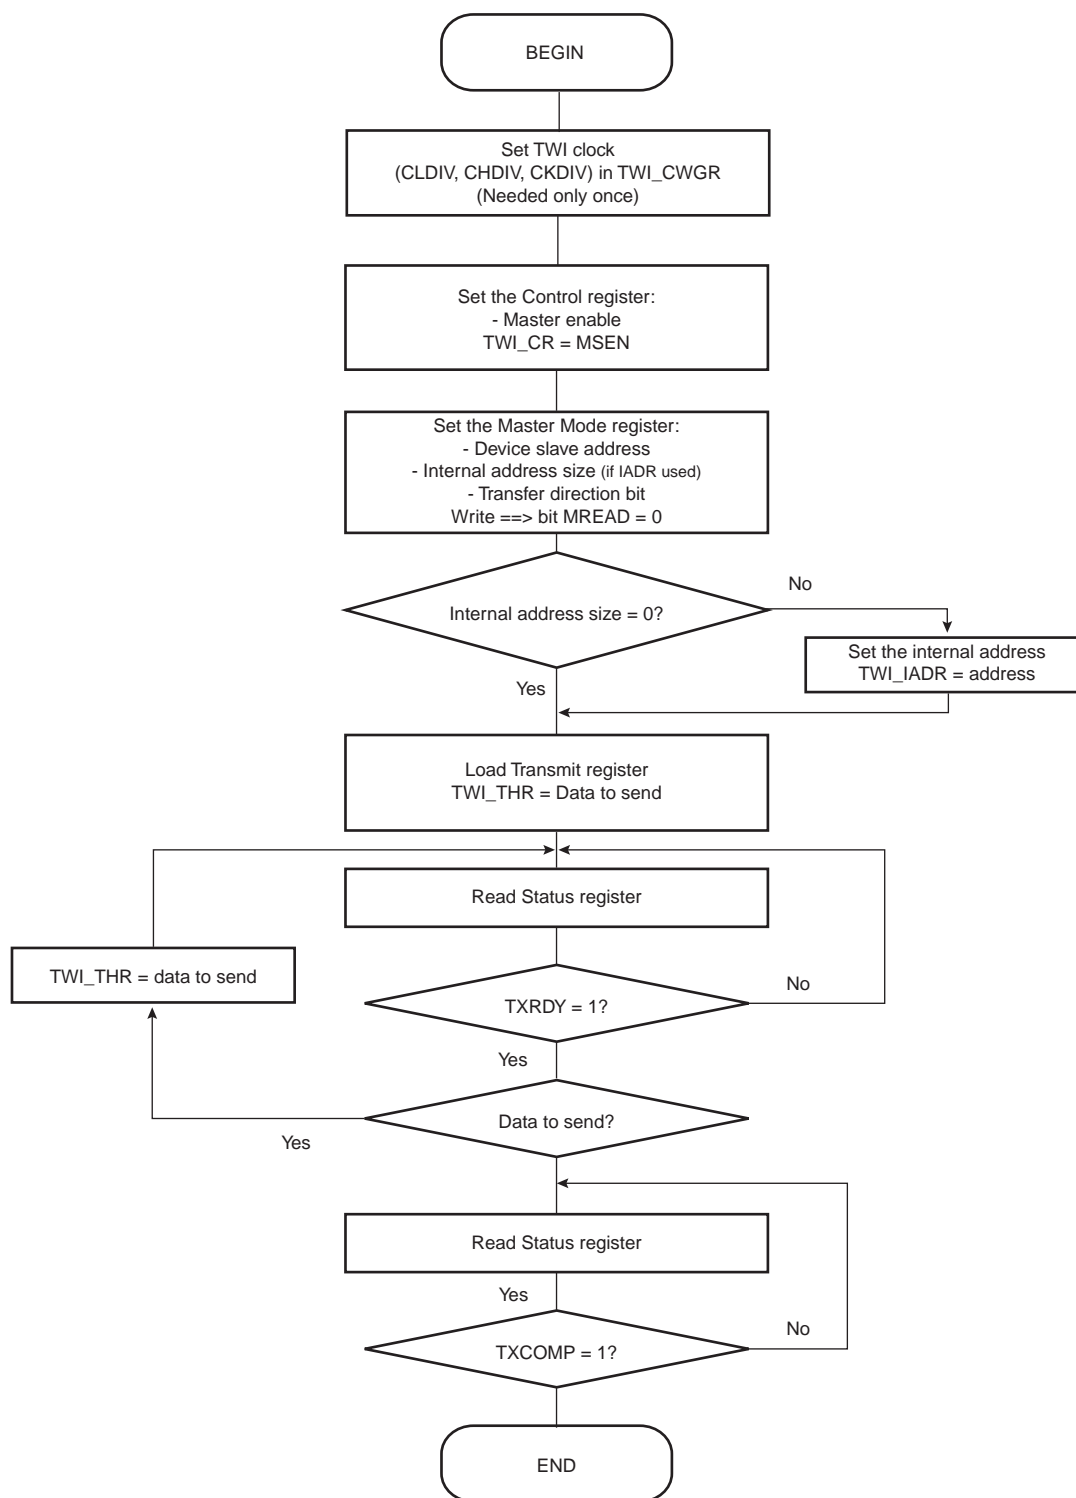 BEGIN
Set TWI clock
(CLDIV, CHDIV, CKDIV) in TWI_CWGR
(Needed only once)
Set the Control register:
- Master enable
TWI_CR = MSEN
Set the Master Mode register:
- Device slave address
- Internal address size (if IADR used)
- Transfer direction bit
Write ==> bit MREAD = 0
No
Internal address size = 0?
Set the internal address
TWI_IADR = address
Yes
Load Transmit register
TWI_THR = Data to send
Read Status register
TWI_THR = data to send
No
TXRDY = 1?
Yes
Data to send?
Yes
Read Status register
Yes
No
TXCOMP = 1?
END